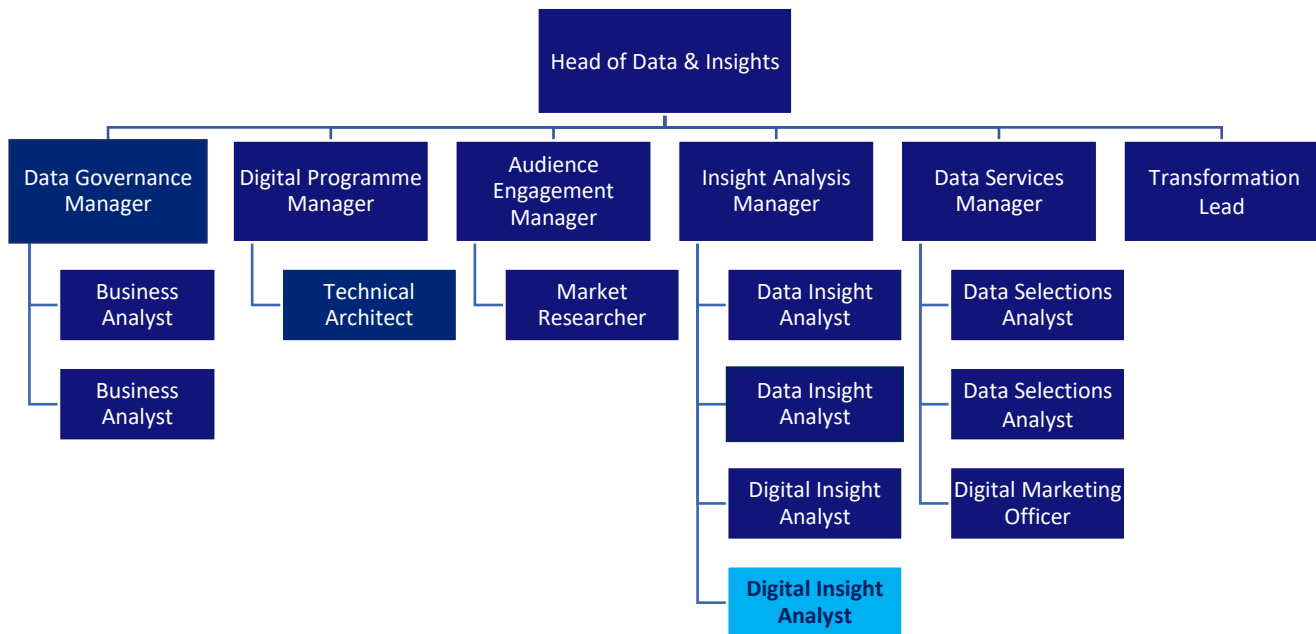 Head of Data & Insights
Data Governance
Manager
Digital Programme
Manager
Audience
Engagement
Manager
Insight Analysis
Manager
Data Services
Manager
Transformation
Lead
Business
Analyst
Technical
Architect
Market
Researcher
Data Insight
Analyst
Data Selections
Analyst
Business
Analyst
Data Insight
Analyst
Data Selections
Analyst
Digital Insight
Analyst
Digital Marketing
Officer
Digital Insight
Analyst